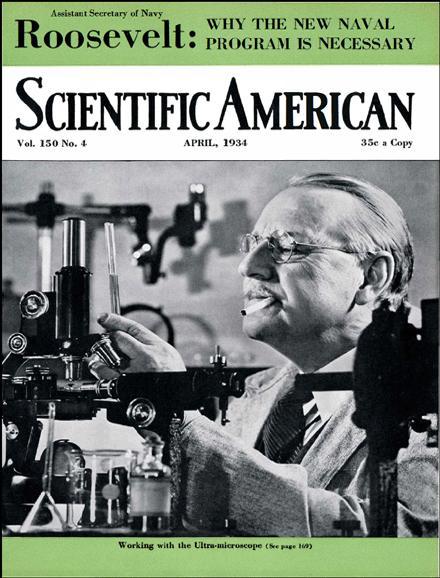 Assistant Secretary of Navy
Roosevelt:
WHY THE NEW NAVAL
PROGRAM IS NECESSARY
SCIENTIFIC AMERICAN
Vol. 150 No. 4 APRIL, 1934 35c a Copy
Working with the Ultra-microscope (See page 169)